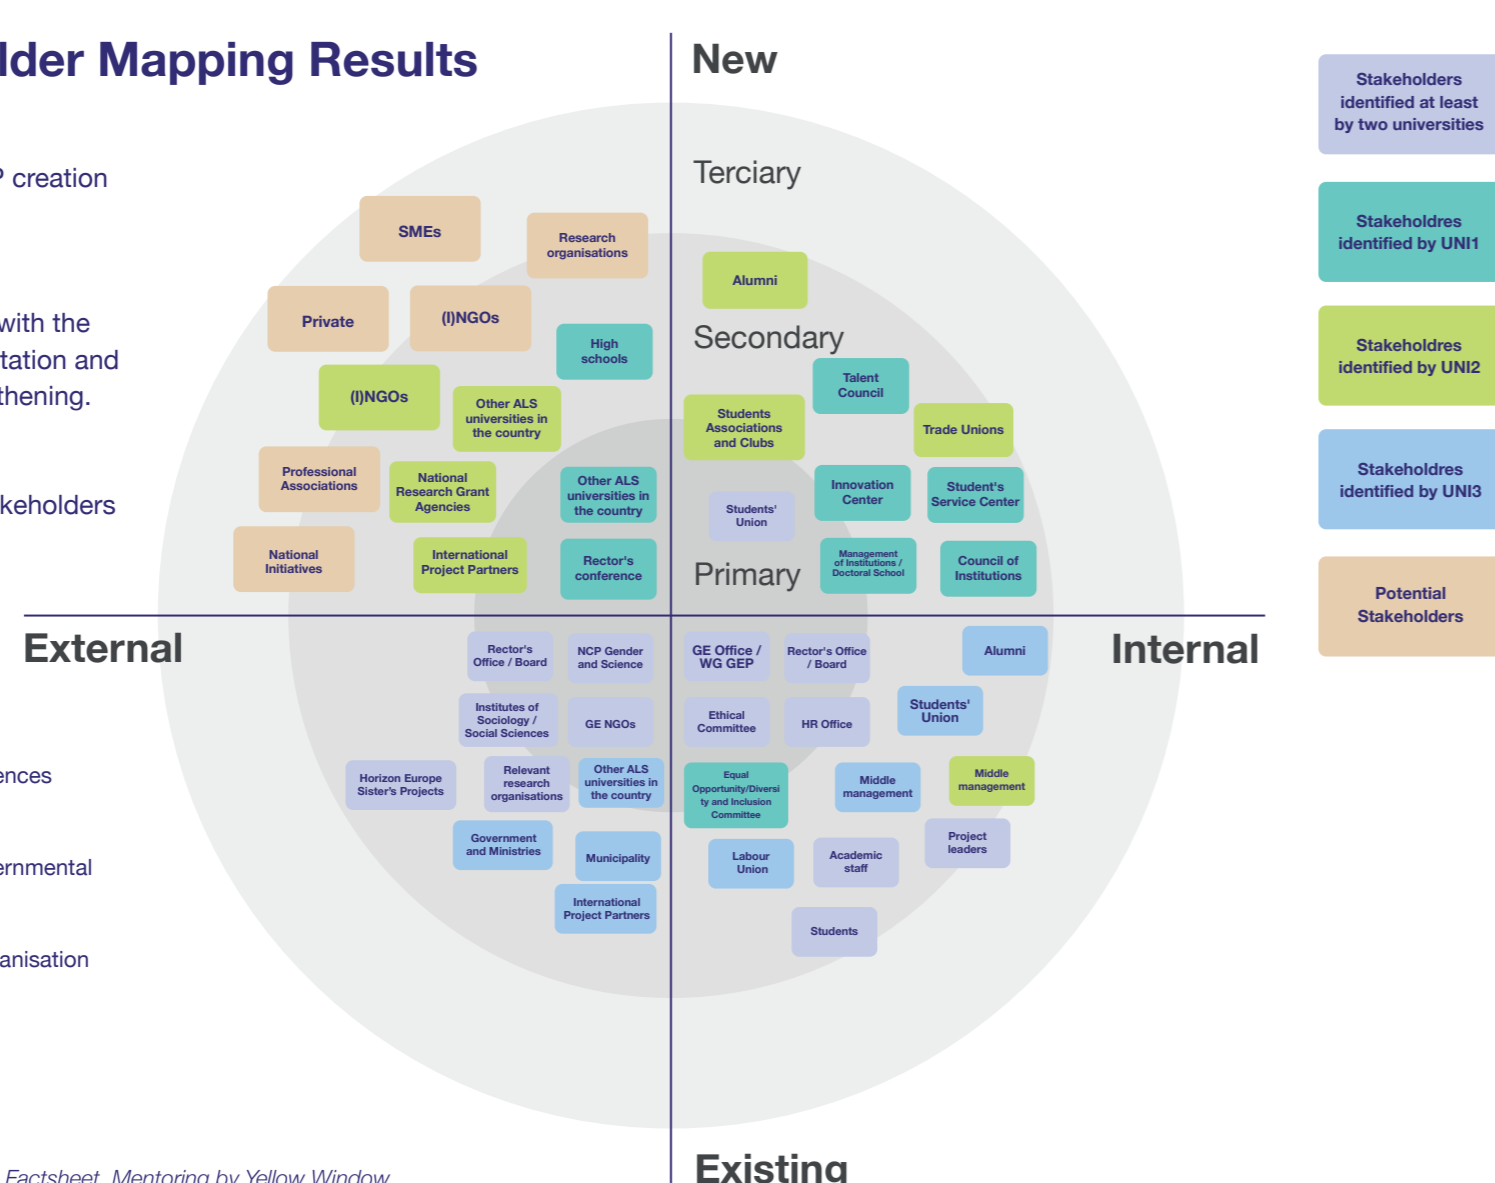 lder Mapping Results
New
P creation
with the
tation and
thening.
keholders
Terciary
SMEs
Research
organisations
Private
(I)NGOs
High
schools
(I)NGOs
Other ALS
universities in
the country
Professional
Associations
National
Research Grant
Agencies
Other ALS
universities in
the country
National
Initiatives
International
Project Partners
Rector's
conference
Alumni
Secondary
Talent
Council
Students
Associations
and Clubs
Trade Unions
Students'
Union
Innovation
Center
Student's
Service Center
Primary
Management
of Institutions /
Doctoral School
Council of
Institutions
External
Internal
Rector's
Office / Board
NCP Gender
and Science
Institutes of
Sociology /
Social Sciences
GE NGOs
Horizon Europe
Sister's Projects
Relevant
research
organisations
Other ALS
universities in
the country
Government
and Ministries
Municipality
International
Project Partners
GE Office /
WG GEP
Rector's Office
/ Board
Alumni
Ethical
Committee
HR Office
Students'
Union
Equal
Opportunity/Diversi
ty and Inclusion
Committee
Middle
management
Middle
management
Labour
Union
Academic
staff
Project
leaders
Students
ences
ernmental
anisation
Existing
Factsheet, Mentoring by Yellow Window
Stakeholders
identified at least
by two universities
Stakeholdres
identified by UNI1
Stakeholdres
identified by UNI2
Stakeholdres
identified by UNI3
Potential
Stakeholders